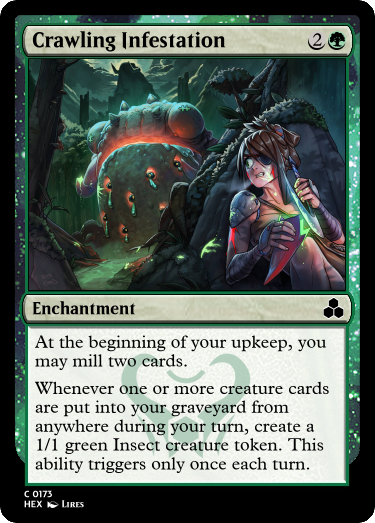 Crawling Infestation 2
Enchantment
At the beginning of your upkeep, you
may mill two cards.
Whenever one or more creature cards
are put into your graveyard from
anywhere during your turn, create a
1/1 green Insect creature token. This
ability triggers only once each turn.
C 0173
HEX Lires